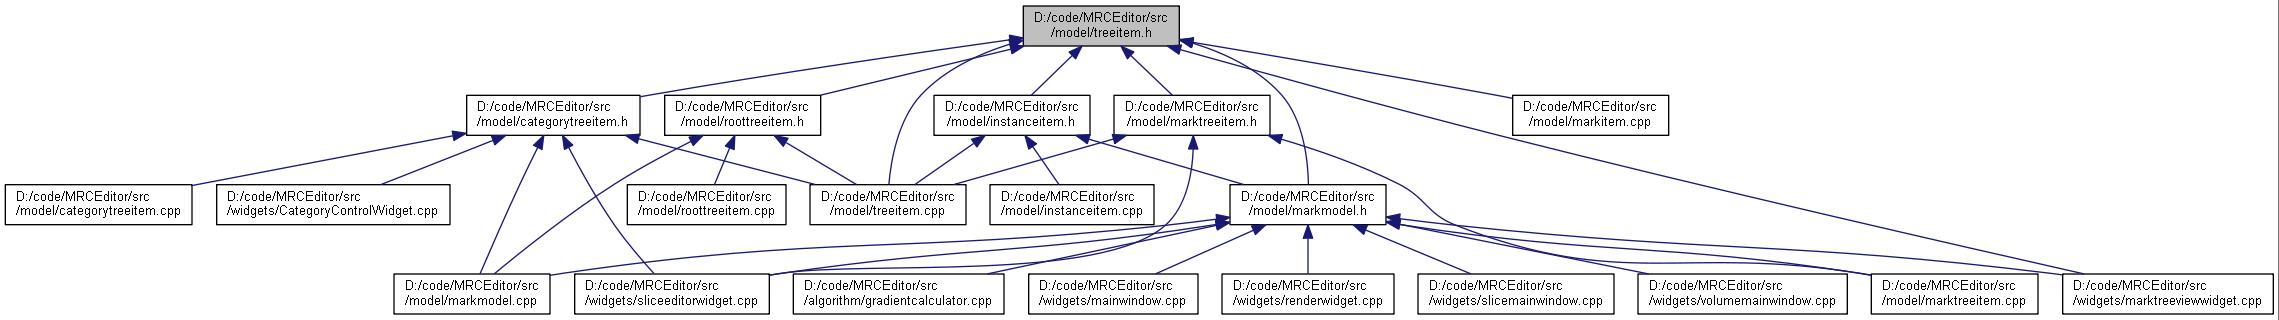 D:/code/MRCEditor/src
/model/treeitem.h
D:/code/MRCEditor/src
/model/categorytreeitem.h
D:/code/MRCEditor/src
/model/roottreeitem.h
D:/code/MRCEditor/src
/model/instanceitem.h
D:/code/MRCEditor/src
/model/marktreeitem.h
D:/code/MRCEditor/src
/model/markitem.cpp
D:/code/MRCEditor/src
/model/categorytreeitem.cpp
D:/code/MRCEditor/src
/widgets/CategoryControlWidget.cpp
D:/code/MRCEditor/src
/model/roottreeitem.cpp
D:/code/MRCEditor/src
/model/treeitem.cpp
D:/code/MRCEditor/src
/model/instanceitem.cpp
D:/code/MRCEditor/src
/model/markmodel.h
D:/code/MRCEditor/src
/model/markmodel.cpp
D:/code/MRCEditor/src
/widgets/sliceeditorwidget.cpp
D:/code/MRCEditor/src
/algorithm/gradientcalculator.cpp
D:/code/MRCEditor/src
/widgets/mainwindow.cpp
D:/code/MRCEditor/src
/widgets/renderwidget.cpp
D:/code/MRCEditor/src
/widgets/slicemainwindow.cpp
D:/code/MRCEditor/src
/widgets/volumemainwindow.cpp
D:/code/MRCEditor/src
/model/marktreeitem.cpp
D:/code/MRCEditor/src
/widgets/marktreeviewwidget.cpp